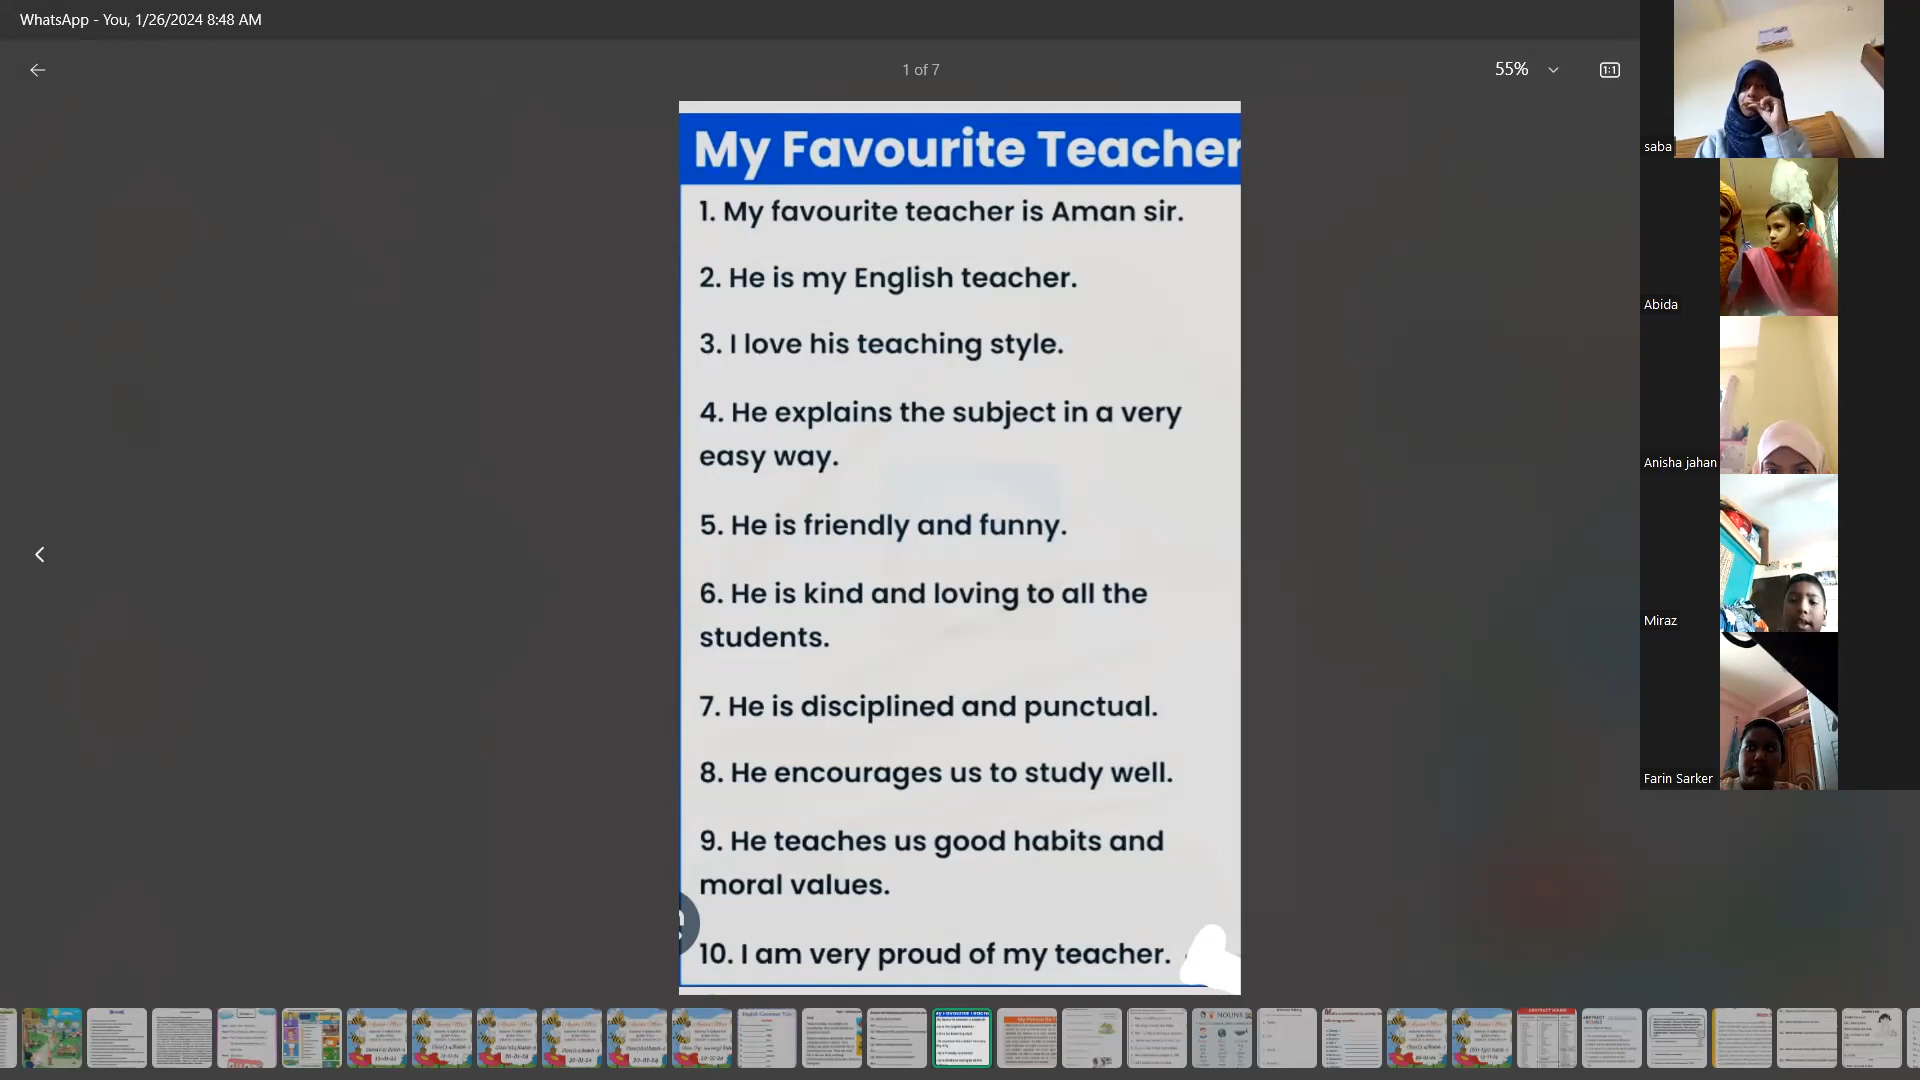 WhatsApp - You, 1/26/2024 8:48 AM
1 of 7
55%
1:1
My Favourite Teacher
1. My favourite teacher is Aman sir.
2. He is my English teacher.
3. I love his teaching style.
4. He explains the subject in a very
easy way.
5. He is friendly and funny.
6. He is kind and loving to all the
students.
7. He is disciplined and punctual.
8. He encourages us to study well.
9. He teaches us good habits and
moral values.
10. I am very proud of my teacher.
saba
Abida
Anisha jahan
Miraz
Farin Sarker
NOUNS